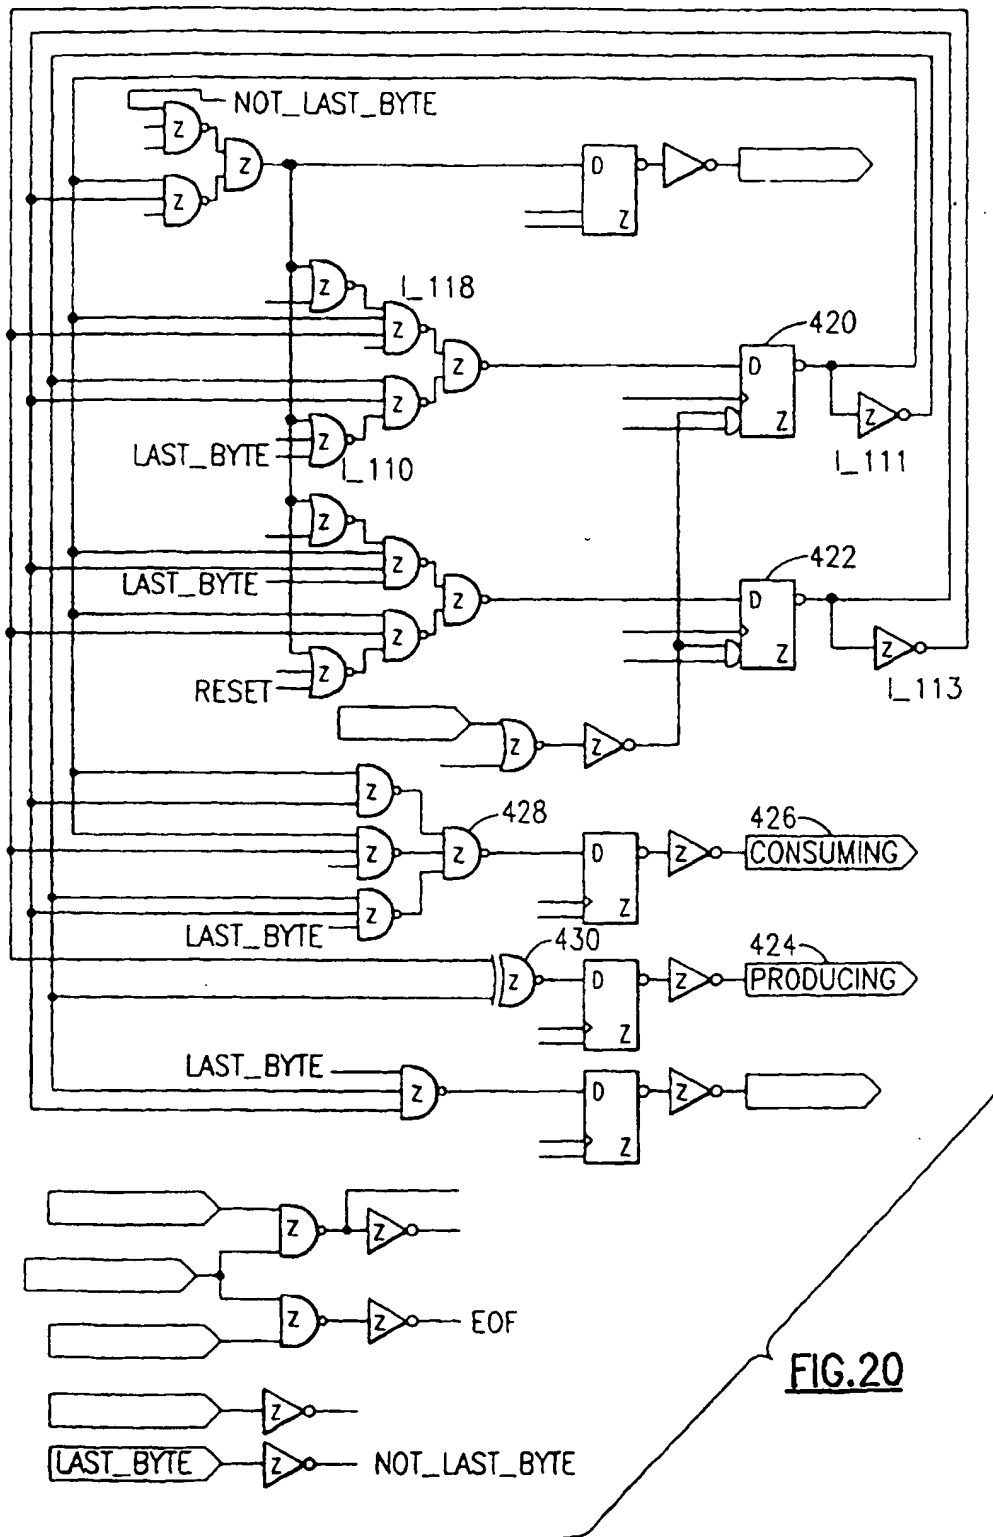 NOT_LAST_BYTE
Z
Z
Z
D
Z
Z
I_118
Z
Z
Z
420
D
Z
Z
LAST_BYTE
Z
I_110
Z
I_111
Z
422
LAST_BYTE
Z
Z
D
Z
Z
RESET
Z
Z
I_113
Z
Z
Z
428
426
Z
Z
D
Z
Z
CONSUMING
LAST_BYTE
Z
430
424
Z
D
Z
Z
PRODUCING
LAST_BYTE
Z
D
Z
Z
Z
Z
Z
Z
EOF
FIG.20
Z
LAST_BYTE
Z
NOT_LAST_BYTE